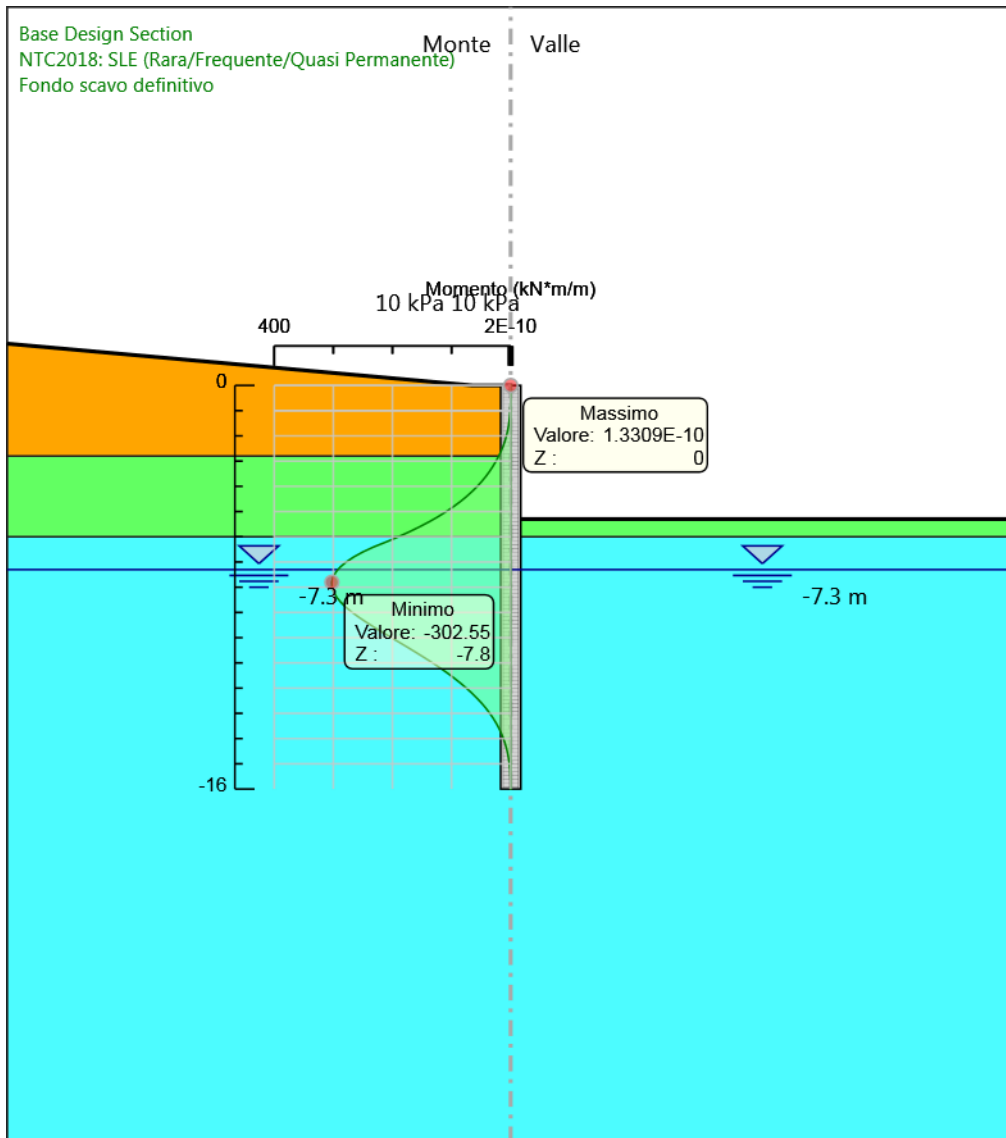 Base Design Section
NTC2018: SLE (Rara/Frequente/Quasi Permanente)
Fondo scavo definitivo
Monte
Valle
Momento (kN*m/m)
10 kPa 10 kPa
400
2E-10
0
Massimo
Valore: 1.3309E-10
Z : 0
-7.3 m
-7.3 m
Minimo
Valore: -302.55
Z : -7.8
-16